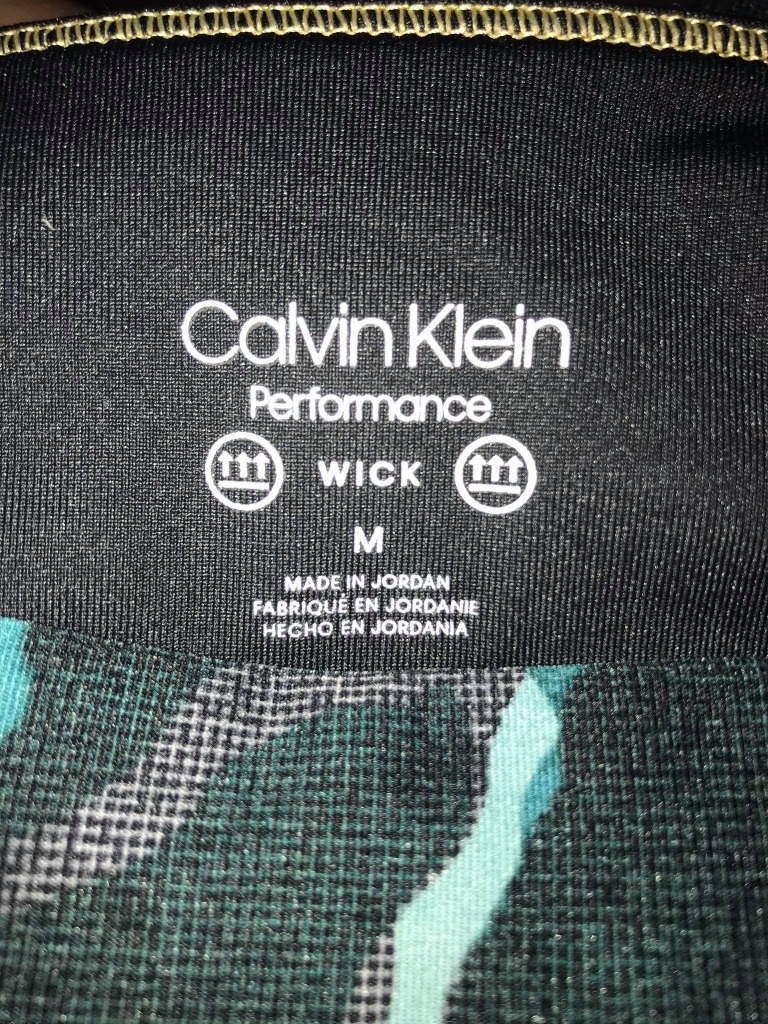 Calvin Klein
Performance
WICK
M
MADE IN JORDAN
FABRIQUÉ EN JORDANIE
HECHO EN JORDANIA